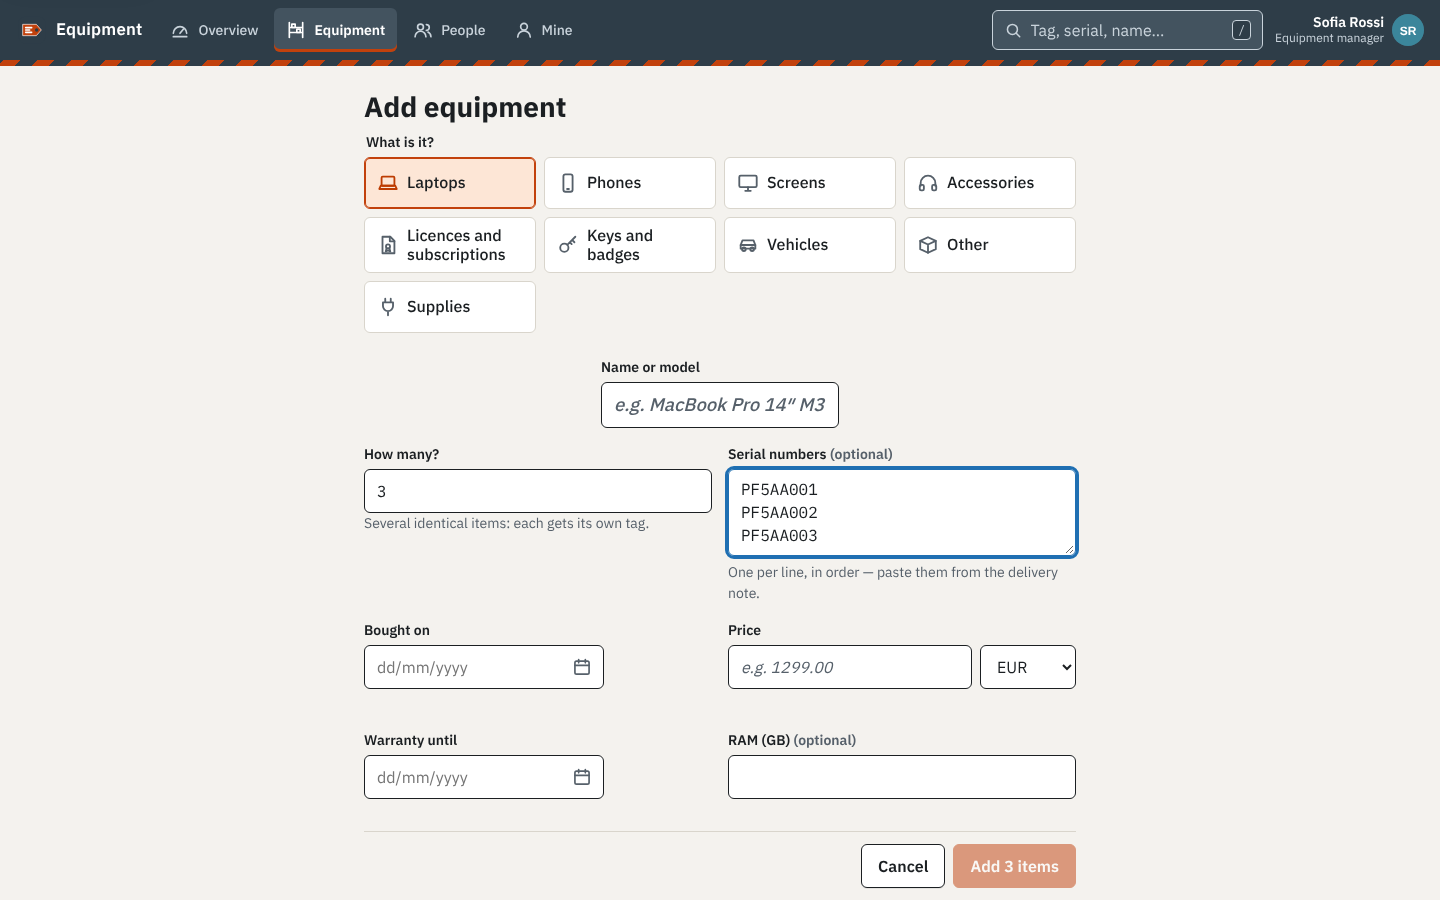 Equipment
Overview
Equipment
People
Mine
Tag, serial, name...
/
Sofia Rossi
Equipment manager
SR
Add equipment
What is it?
Laptops
Phones
Screens
Accessories
Licences and
subscriptions
Keys and
badges
Vehicles
Other
Supplies
Name or model
e.g. MacBook Pro 14″ M3
How many?
3
Several identical items: each gets its own tag.
Serial numbers (optional)
PF5AA001
PF5AA002
PF5AA003
One per line, in order — paste them from the delivery
note.
Bought on
dd/mm/yyyy
Price
e.g. 1299.00
EUR
Warranty until
dd/mm/yyyy
RAM (GB) (optional)
Cancel
Add 3 items